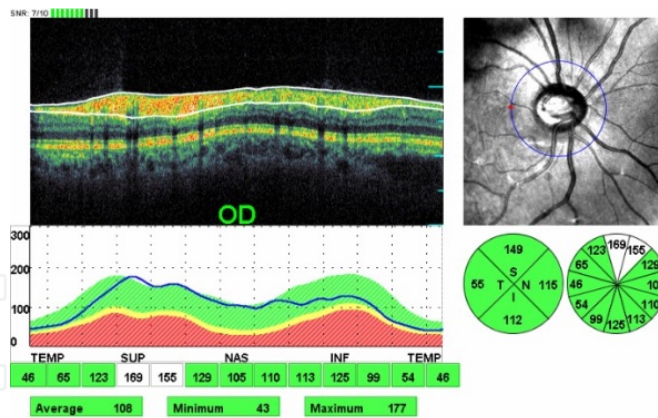 SNR: 7/10
OD
300
200
100
0
TEMP SUP NAS INF TEMP
46 65 123 169 155 129 105 110 113 125 99 54 46
Average 108 Minimum 43 Maximum 177
149
S
55 T N 115
I
112
169 155
123 129
65
46 110
54 113
99 125